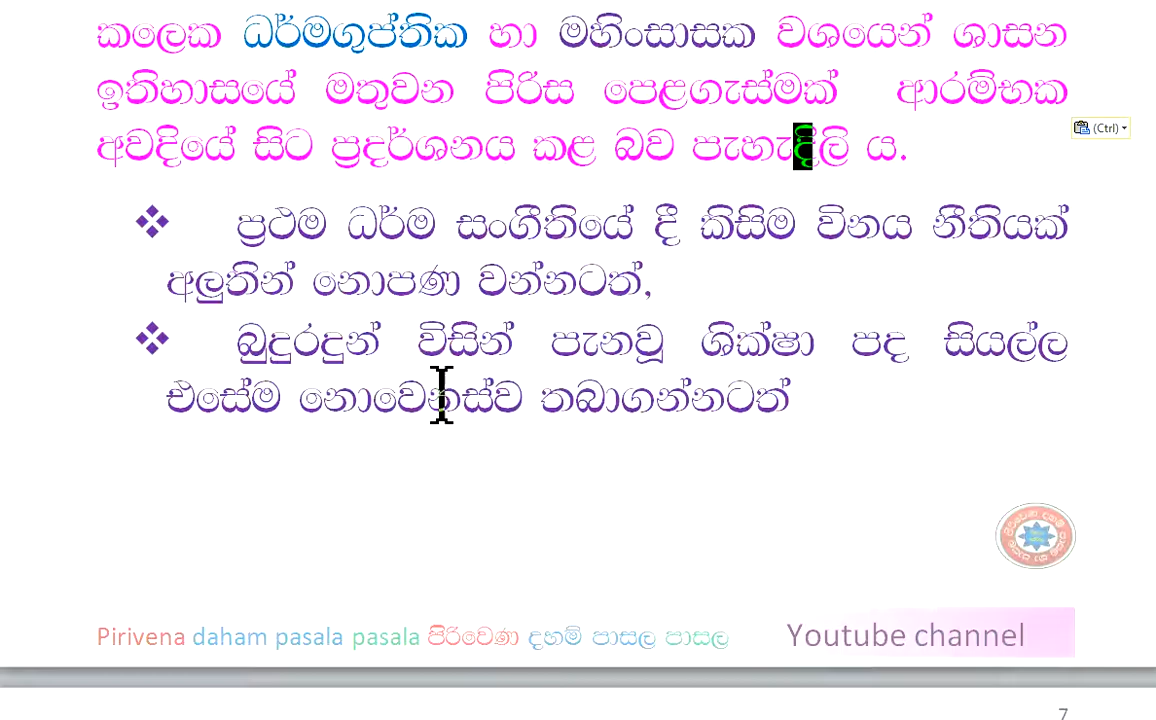 කලෙක ධර්මගුප්තික හා මහිංසාසක වශයෙන් ශාසන
ඉතිහාසයේ මතුවන පිරිස පෙළගැස්මක් ආරම්භක
අවදියේ සිට ප්‍රදර්ශනය කළ බව පැහැදිලි ය.
(Ctrl)
❖ ප්‍රථම ධර්ම සංගීතියේ දී කිසිම විනය නීතියක්
අලුතින් නොපණ වන්නටත්,
❖ බුදුරදුන් විසින් පැනවූ ශික්ෂා පද සියල්ල
එසේම නොවෙනස්ව තබාගන්නටත්
Pirivena daham pasala pasala පිරිවෙණ දහම් පාසල පාසල Youtube channel
7